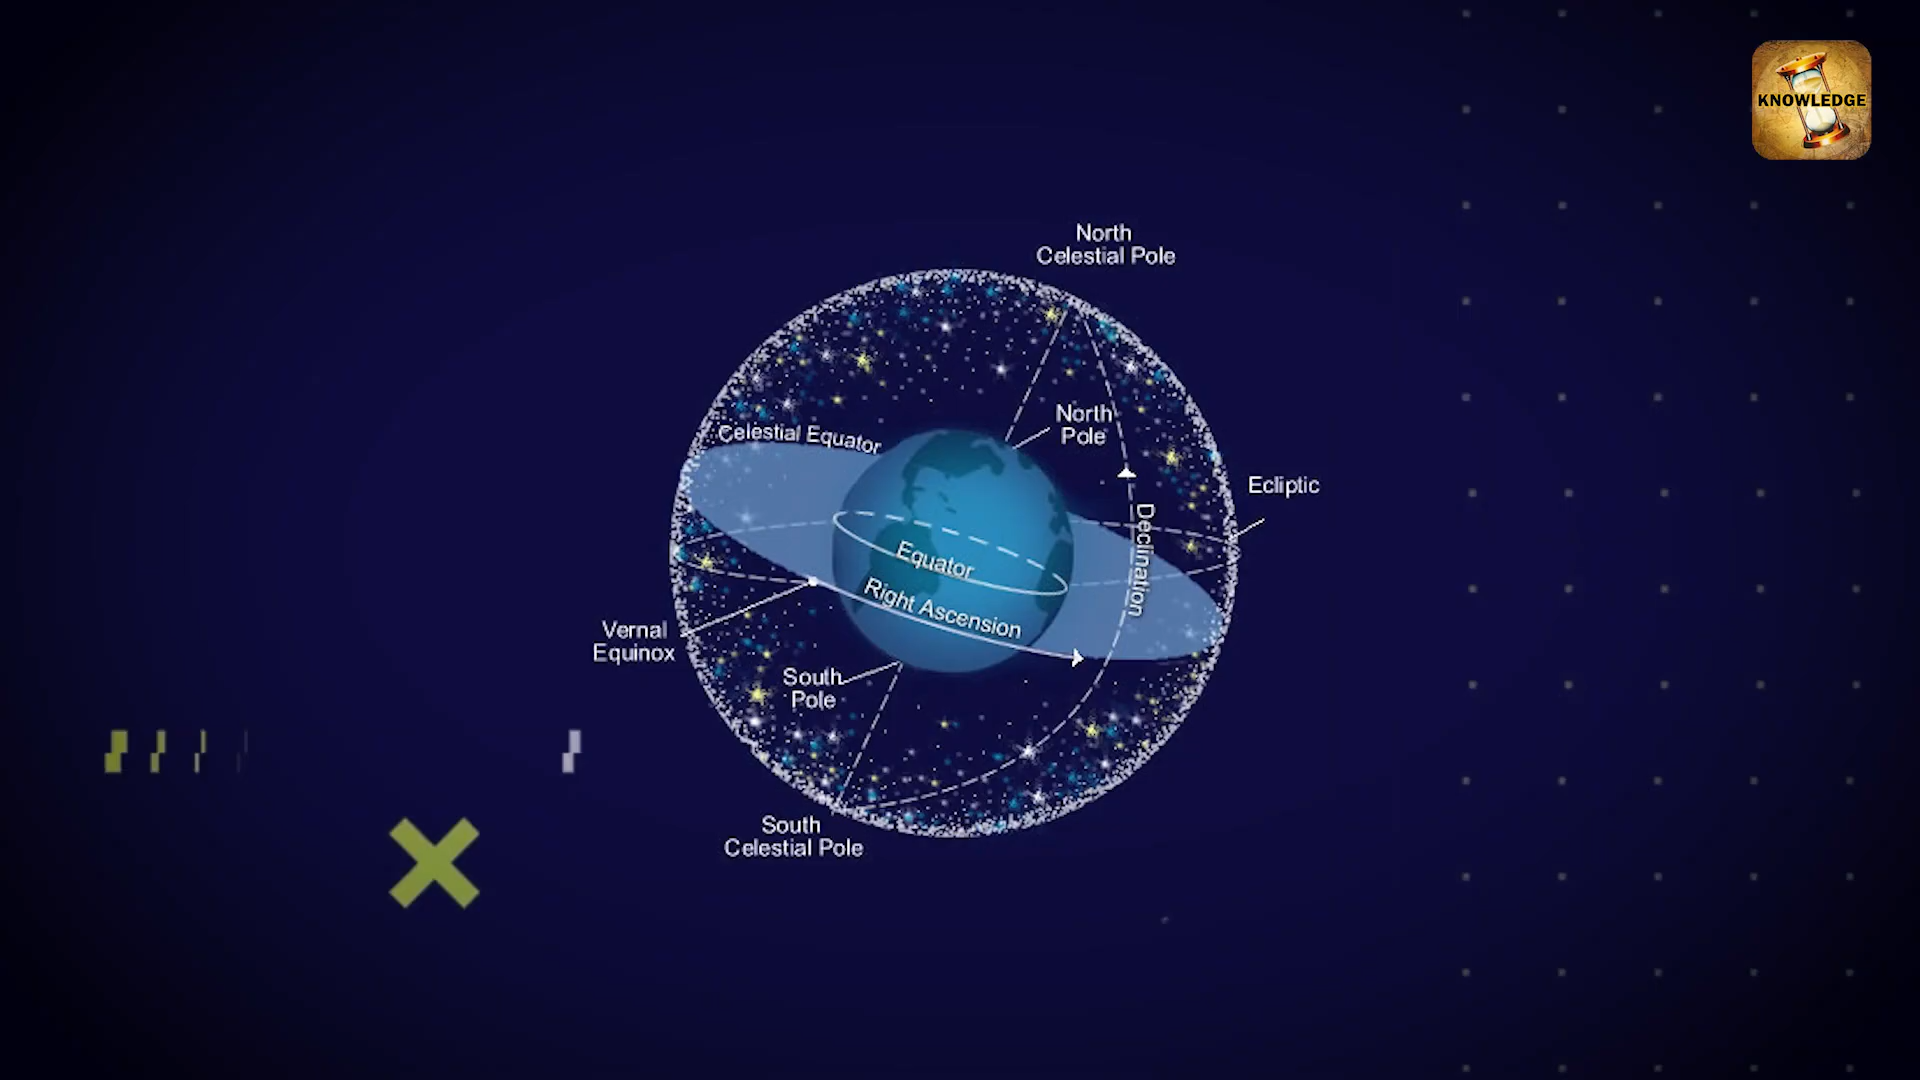 KNOWLEDGE
North
Celestial Pole
North
Pole
Celestial Equator
Ecliptic
Declination
Equator
Right Ascension
Vernal
Equinox
South
Pole
South
Celestial Pole